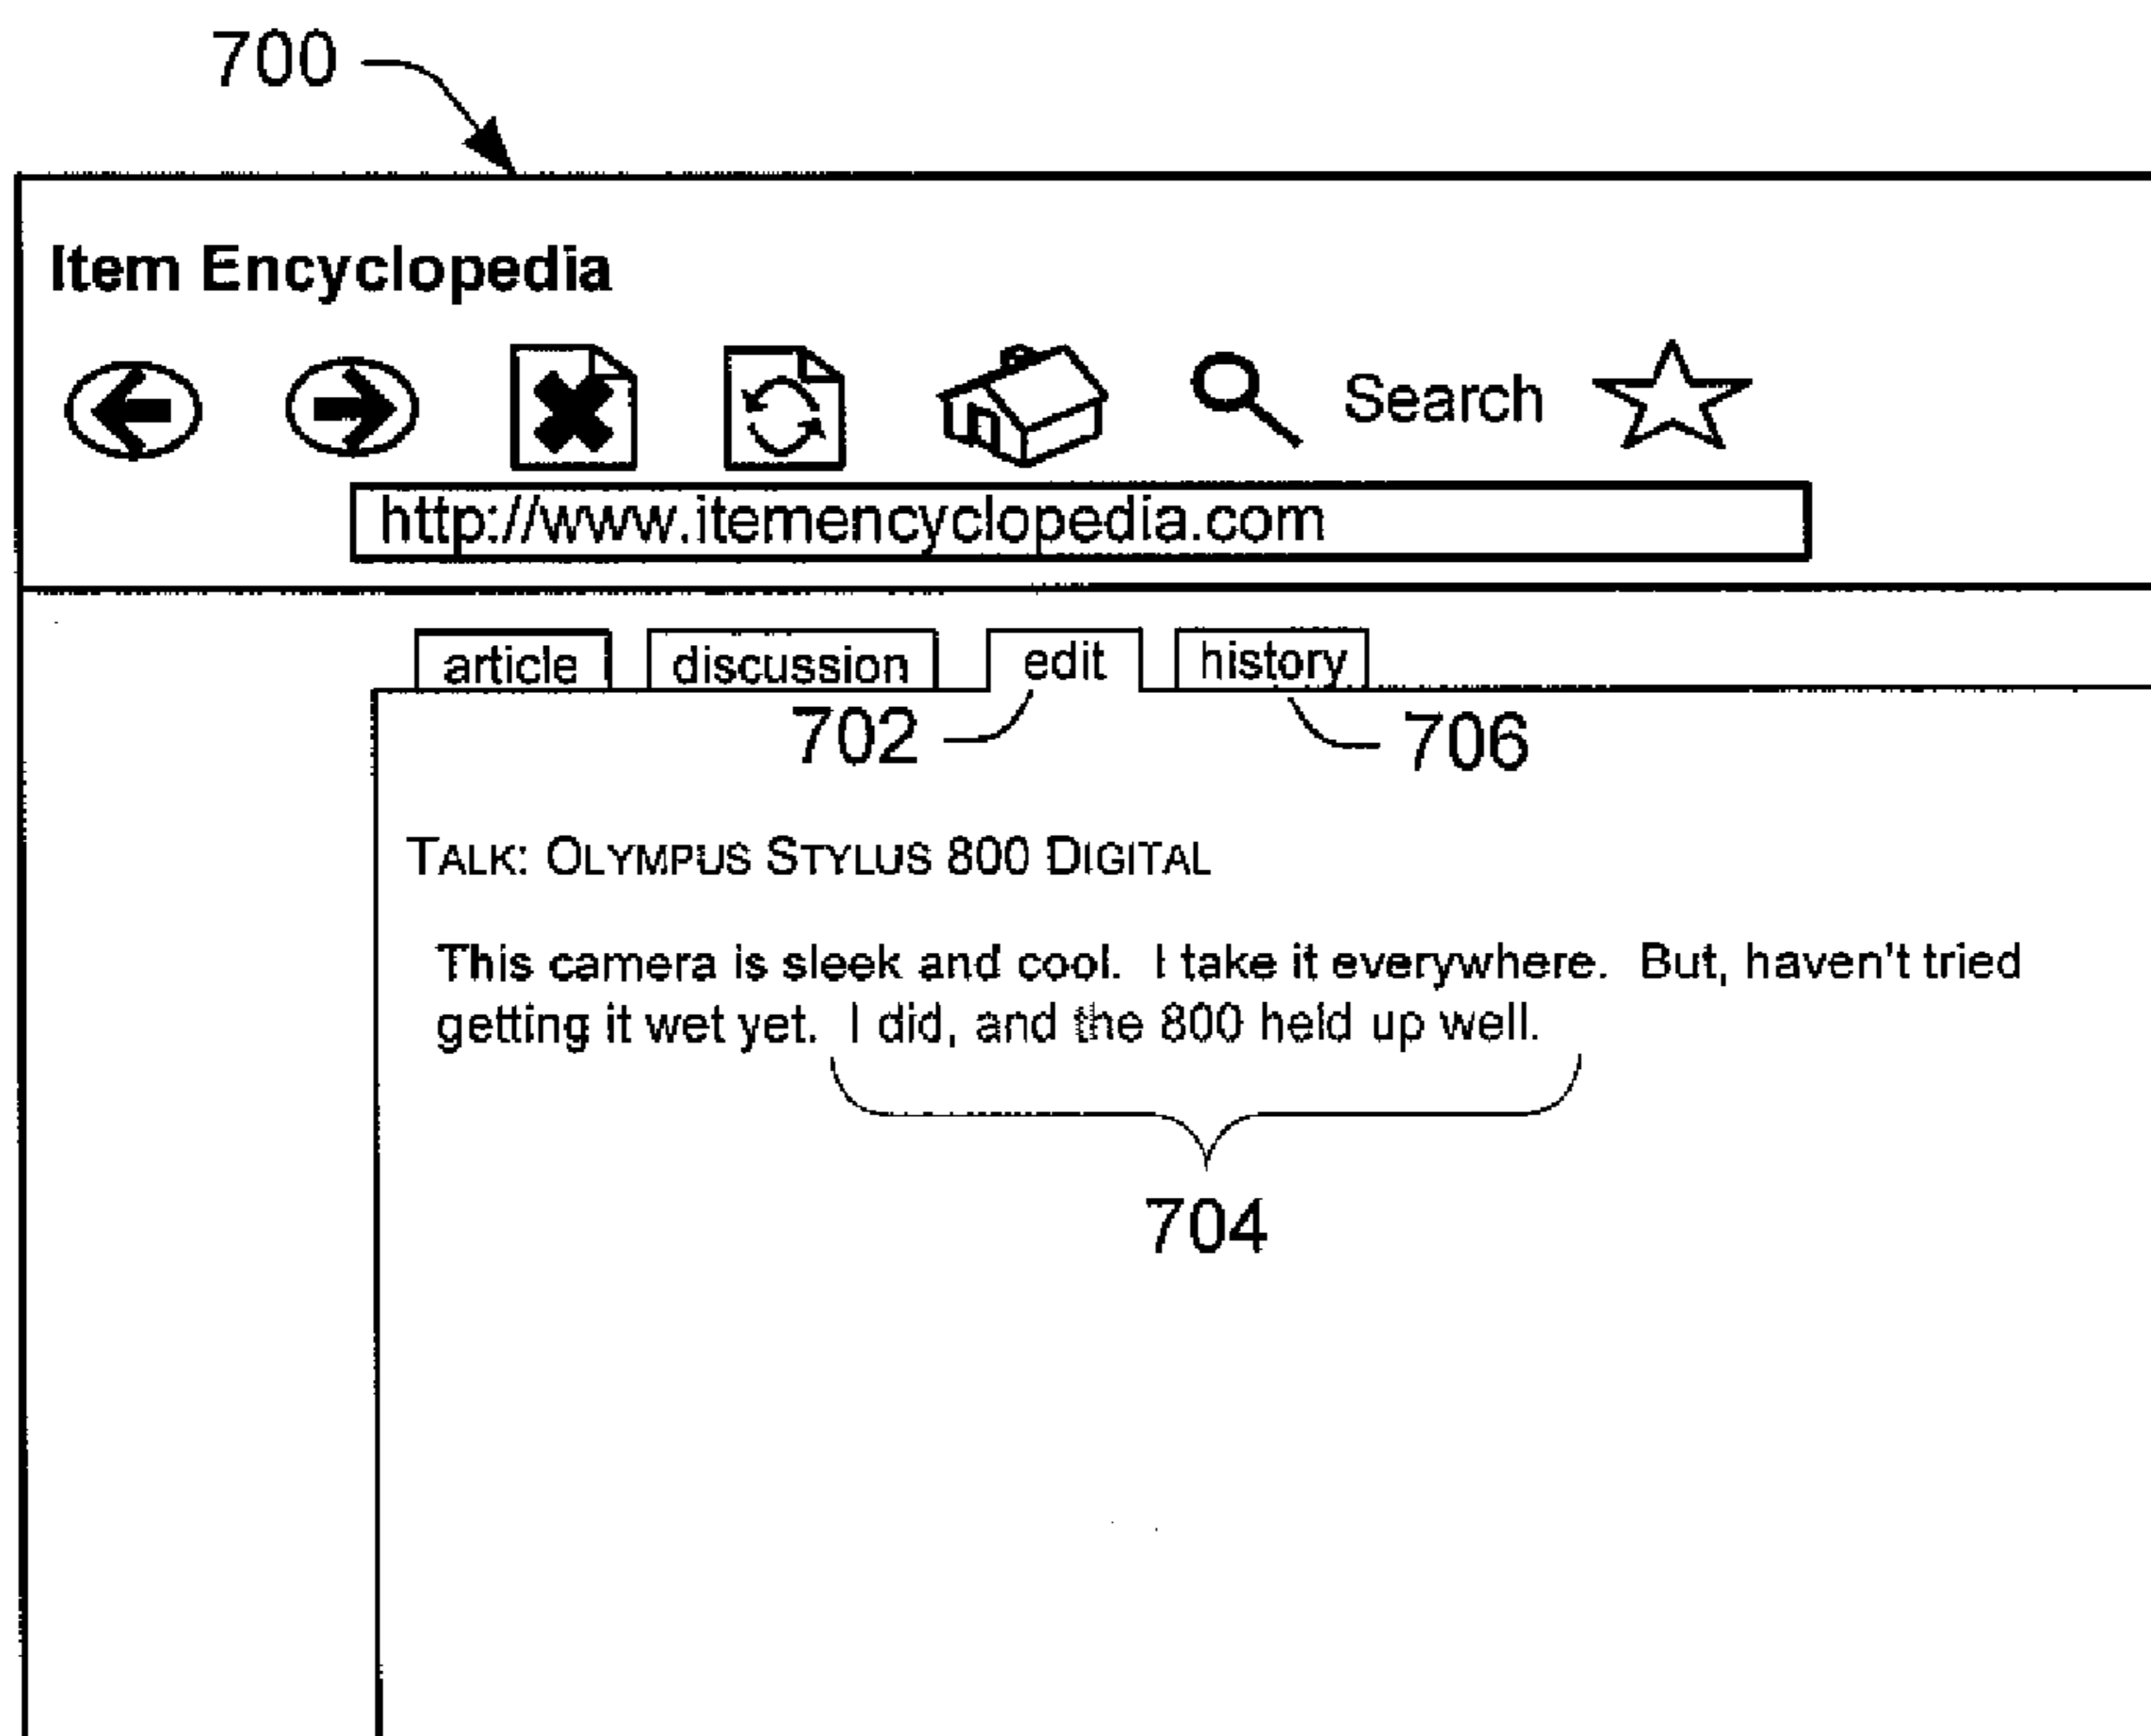 700
Item Encyclopedia
Search
http://www.itemencyclopedia.com
article discussion edit history
702 706
TALK: OLYMPUS STYLUS 800 DIGITAL
This camera is sleek and cool. I take it everywhere. But, haven't tried
getting it wet yet. I did, and the 800 held up well.
704